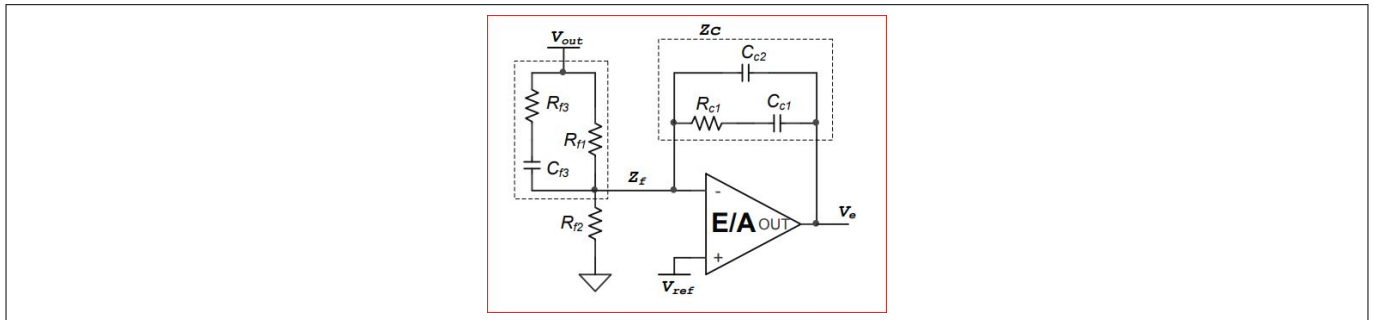 Zc
Vout
Cc2
Rf3
Rc1
Cc1
Rf1
Cf3
Zf
-
E/A OUT
Ve
Rf2
+
Vref